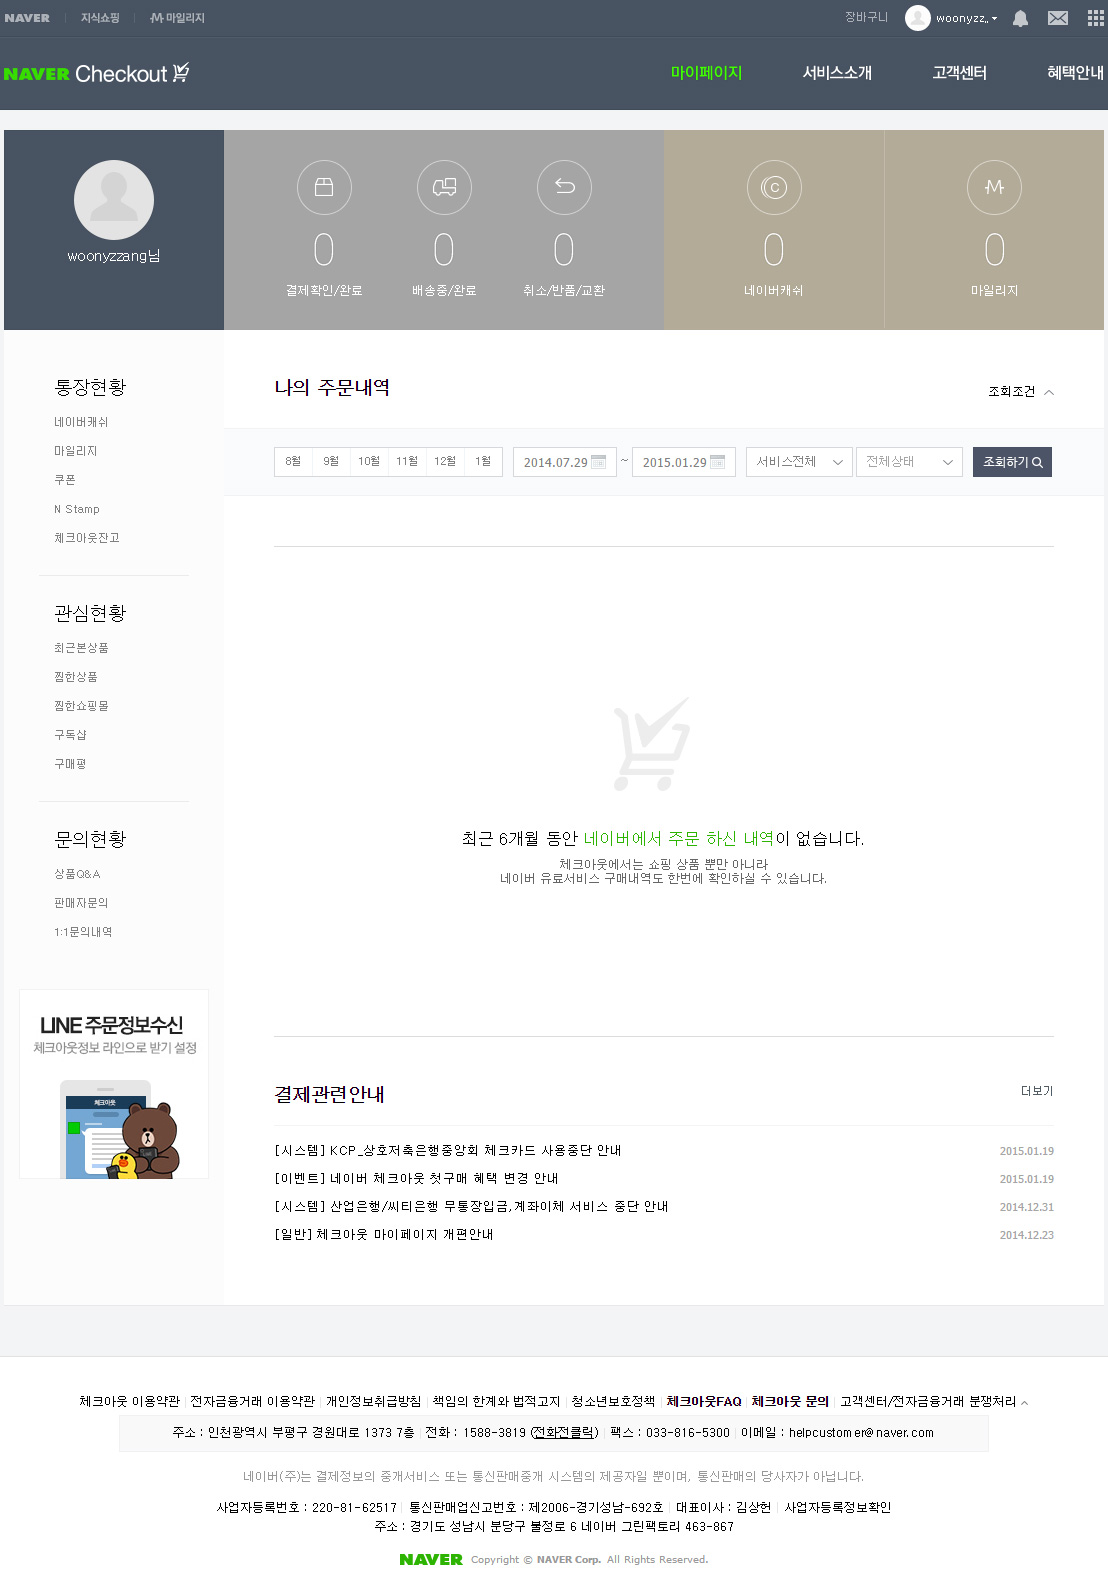 NAVER 지식쇼핑 마일리지 장바구니 woonyzz..
NAVER Checkout 마이페이지 서비스소개 고객센터 혜택안내
woonyzzang님
0 0 0 0 0
결제확인/완료 배송중/완료 취소/반품/교환 네이버캐쉬 마일리지
통장현황
네이버캐쉬
마일리지
쿠폰
N Stamp
체크아웃잔고
관심현황
최근본상품
찜한상품
찜한쇼핑몰
구독샵
구매평
문의현황
상품Q&A
판매자문의
1:1문의내역
LINE 주문정보수신
체크아웃정보 라인으로 받기 설정
체크아웃
나의 주문내역 조회조건
8월 9월 10월 11월 12월 1월 2014.07.29 ~ 2015.01.29 서비스전체 전체상태 조회하기
최근 6개월 동안 네이버에서 주문 하신 내역이 없습니다.
체크아웃에서는 쇼핑 상품 뿐만 아니라
네이버 유료서비스 구매내역도 한번에 확인하실 수 있습니다.
결제관련안내 더보기
[시스템] KCP_상호저축은행중앙회 체크카드 사용중단 안내 2015.01.19
[이벤트] 네이버 체크아웃 첫구매 혜택 변경 안내 2015.01.19
[시스템] 산업은행/씨티은행 무통장입금,계좌이체 서비스 중단 안내 2014.12.31
[일반] 체크아웃 마이페이지 개편안내 2014.12.23
체크아웃 이용약관 전자금융거래 이용약관 개인정보취급방침 책임의 한계와 법적고지 청소년보호정책 체크아웃FAQ 체크아웃 문의 고객센터/전자금융거래 분쟁처리
주소 : 인천광역시 부평구 경원대로 1373 7층 전화 : 1588-3819 (전화전클릭) 팩스 : 033-816-5300 이메일 : helpcustomer@naver.com
네이버(주)는 결제정보의 중개서비스 또는 통신판매중개 시스템의 제공자일 뿐이며, 통신판매의 당사자가 아닙니다.
사업자등록번호 : 220-81-62517 통신판매업신고번호 : 제2006-경기성남-692호 대표이사 : 김상헌 사업자등록정보확인
주소 : 경기도 성남시 분당구 불정로 6 네이버 그린팩토리 463-867
NAVER Copyright © NAVER Corp. All Rights Reserved.